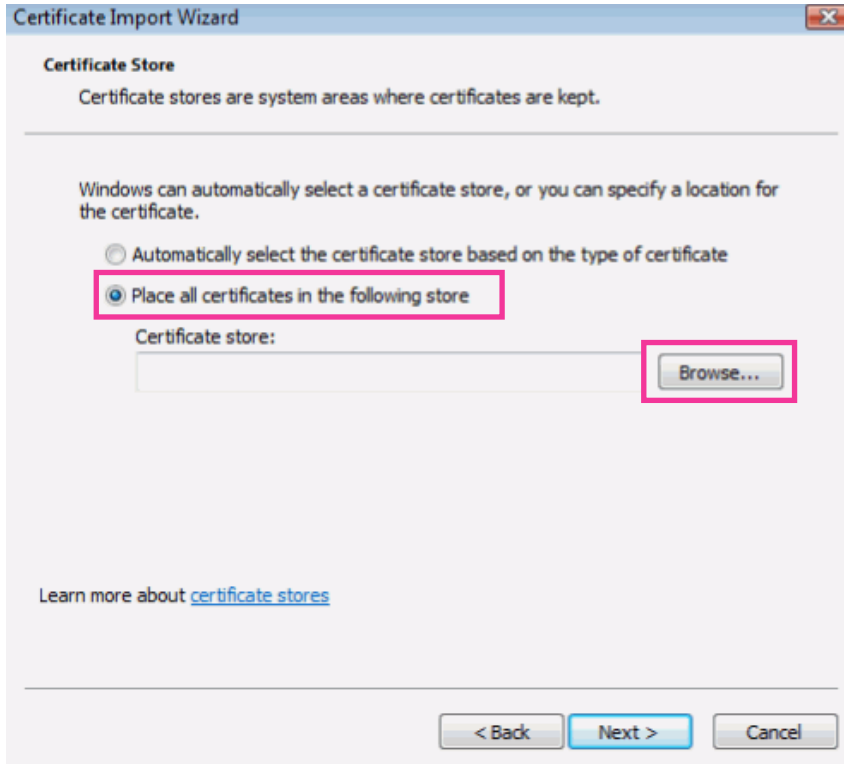 Certificate Import Wizard
Certificate Store
Certificate stores are system areas where certificates are kept.
Windows can automatically select a certificate store, or you can specify a location for
the certificate.
Automatically select the certificate store based on the type of certificate
Place all certificates in the following store
Certificate store:
Browse...
Learn more about certificate stores
< Back Next > Cancel